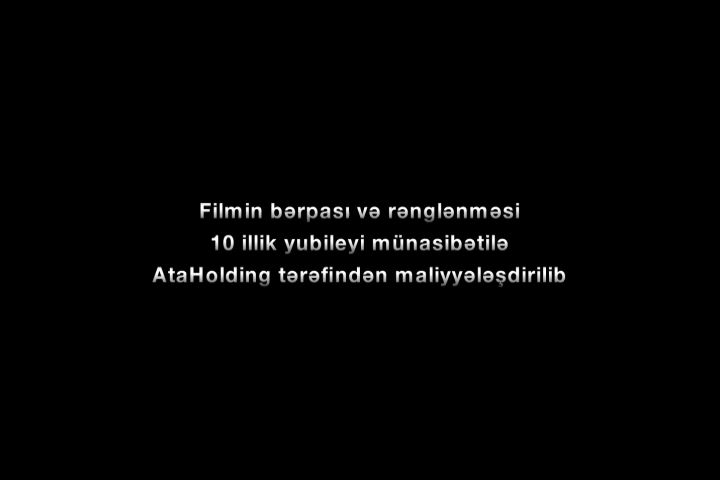 Filmin bərpası və rənglənməsi
10 illik yubileyi münasibətilə
AtaHolding tərəfindən maliyyələşdirilib